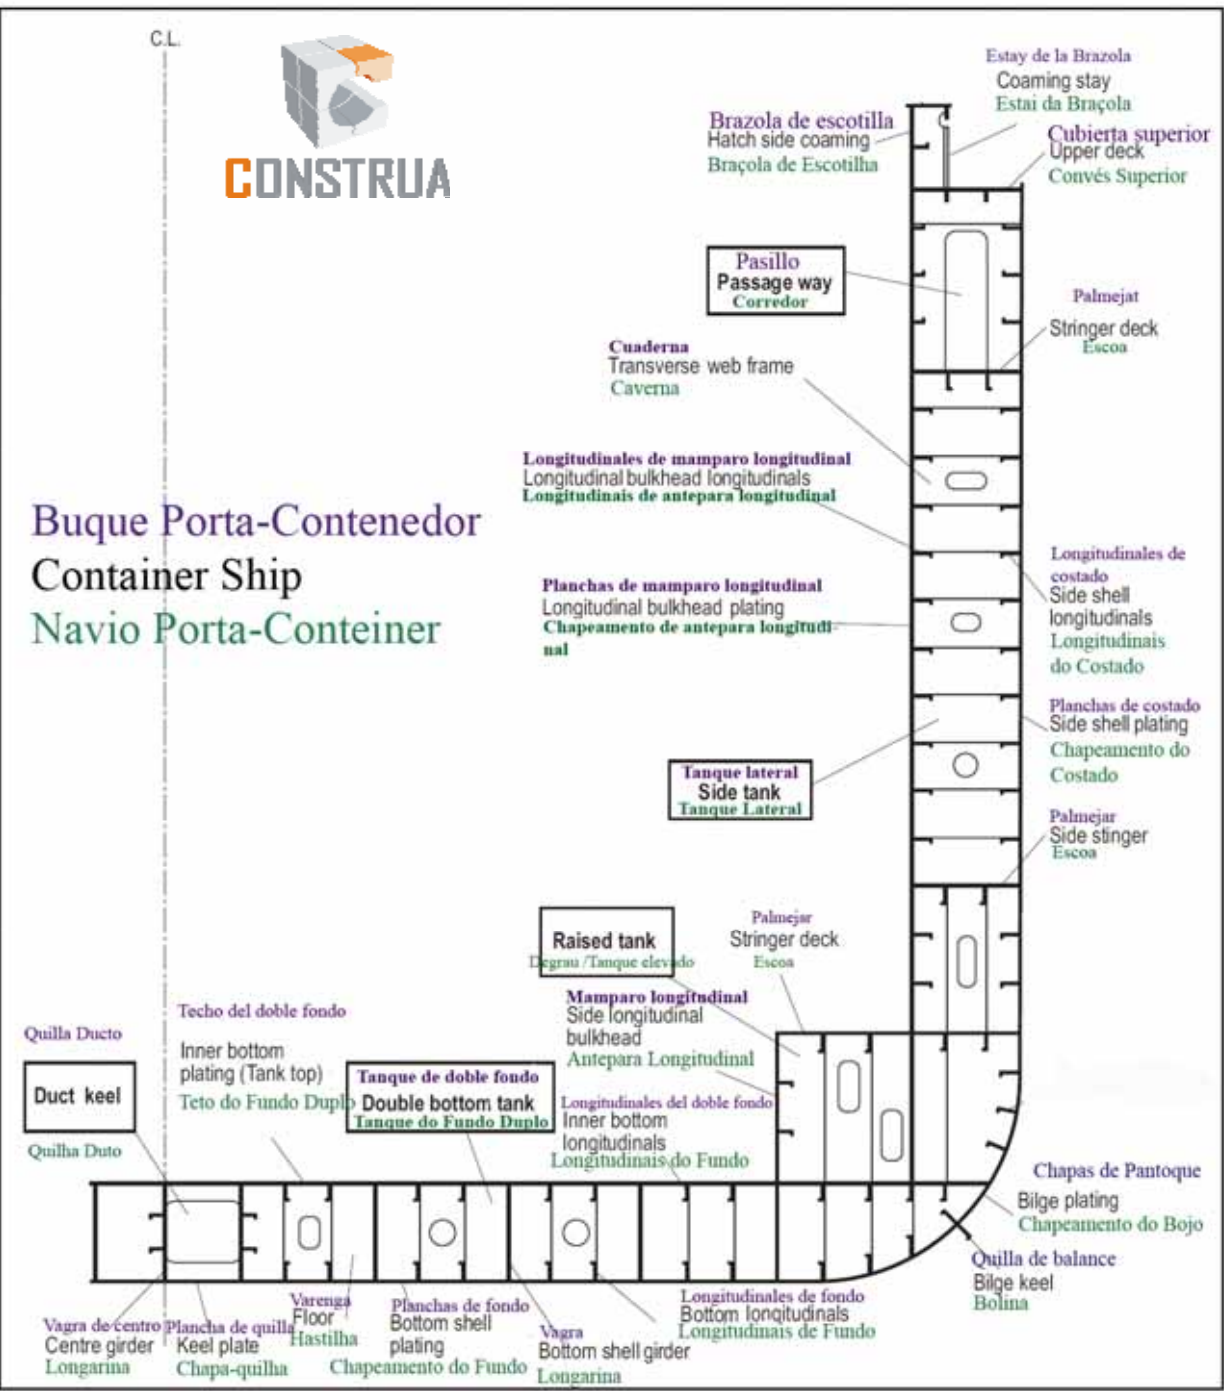 C.L.
CONSTRUA
Estay de la Brazola
Coaming stay
Estai da Braçola
Brazola de escotilla
Hatch side coaming
Braçola de Escotilha
Cubierta superior
Upper deck
Convés Superior
Pasillo
Passage way
Corredor
Palmejat
Stringer deck
Escoa
Cuaderna
Transverse web frame
Caverna
Longitudinales de mamparo longitudinal
Longitudinal bulkhead longitudinals
Longitudinais de antepara longitudinal
Buque Porta-Contenedor
Container Ship
Navio Porta-Conteiner
Longitudinales de
costado
Side shell
longitudinals
Longitudinais
do Costado
Planchas de mamparo longitudinal
Longitudinal bulkhead plating
Chapeamento de antepara longitudi-
nal
Planchas de costado
Side shell plating
Chapeamento do
Costado
Tanque lateral
Side tank
Tanque Lateral
Palmejar
Side stinger
Escoa
Raised tank
Degrau /Tanque elevado
Palmejar
Stringer deck
Escoa
Mamparo longitudinal
Side longitudinal
bulkhead
Antepara Longitudinal
Techo del doble fondo
Inner bottom
plating (Tank top)
Teto do Fundo Duplo
Quilla Ducto
Duct keel
Quilha Duto
Tanque de doble fondo
Double bottom tank
Tanque do Fundo Duplo
Longitudinales del doble fondo
Inner bottom
longitudinals
Longitudinais do Fundo
Chapas de Pantoque
Bilge plating
Chapeamento do Bojo
Quilla de balance
Bilge keel
Bolina
Vagra de centro
Centre girder
Longarina
Plancha de quilla
Keel plate
Chapa-quilha
Varenga
Floor
Hastilha
Planchas de fondo
Bottom shell
plating
Chapeamento do Fundo
Vagra
Bottom shell girder
Longarina
Longitudinales de fondo
Bottom longitudinals
Longitudinais de Fundo